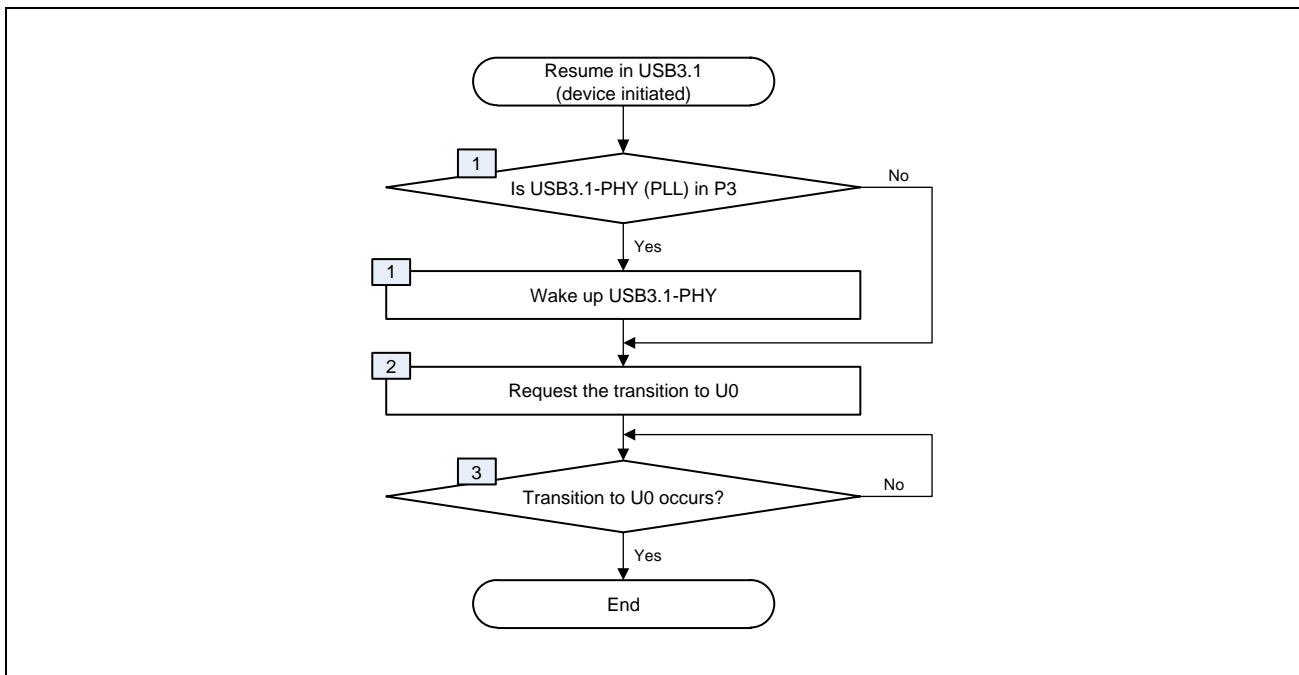 Resume in USB3.1
(device initiated)
1
Is USB3.1-PHY (PLL) in P3
No
Yes
1
Wake up USB3.1-PHY
2
Request the transition to U0
3
Transition to U0 occurs?
No
Yes
End